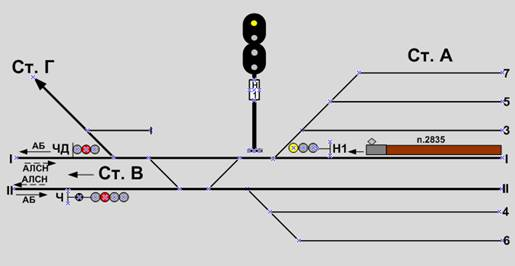 Ст. Г
Ст. А
Н
1
7
5
3
АБ
ЧД
Н1
п.2835
I
I
АЛСН
АЛСН
Ст. В
II
II
АБ
Ч
4
6